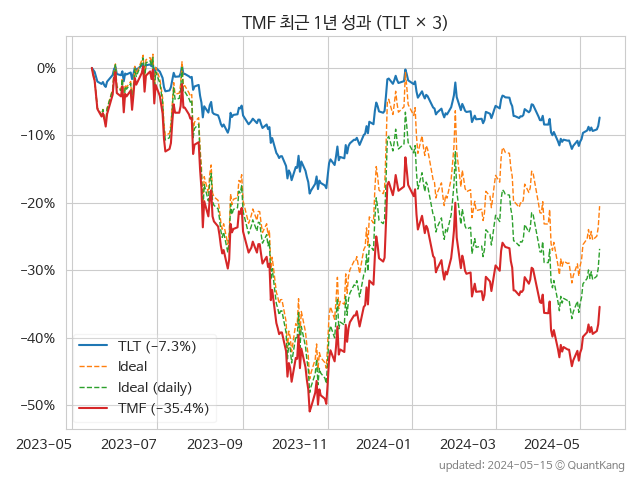 TMF 최근 1년 성과 (TLT × 3)
0%
−10%
−20%
−30%
−40%
−50%
TLT (−7.3%)
Ideal
Ideal (daily)
TMF (−35.4%)
2023-05
2023-07
2023-09
2023-11
2024-01
2024-03
2024-05
updated: 2024-05-15 © QuantKang